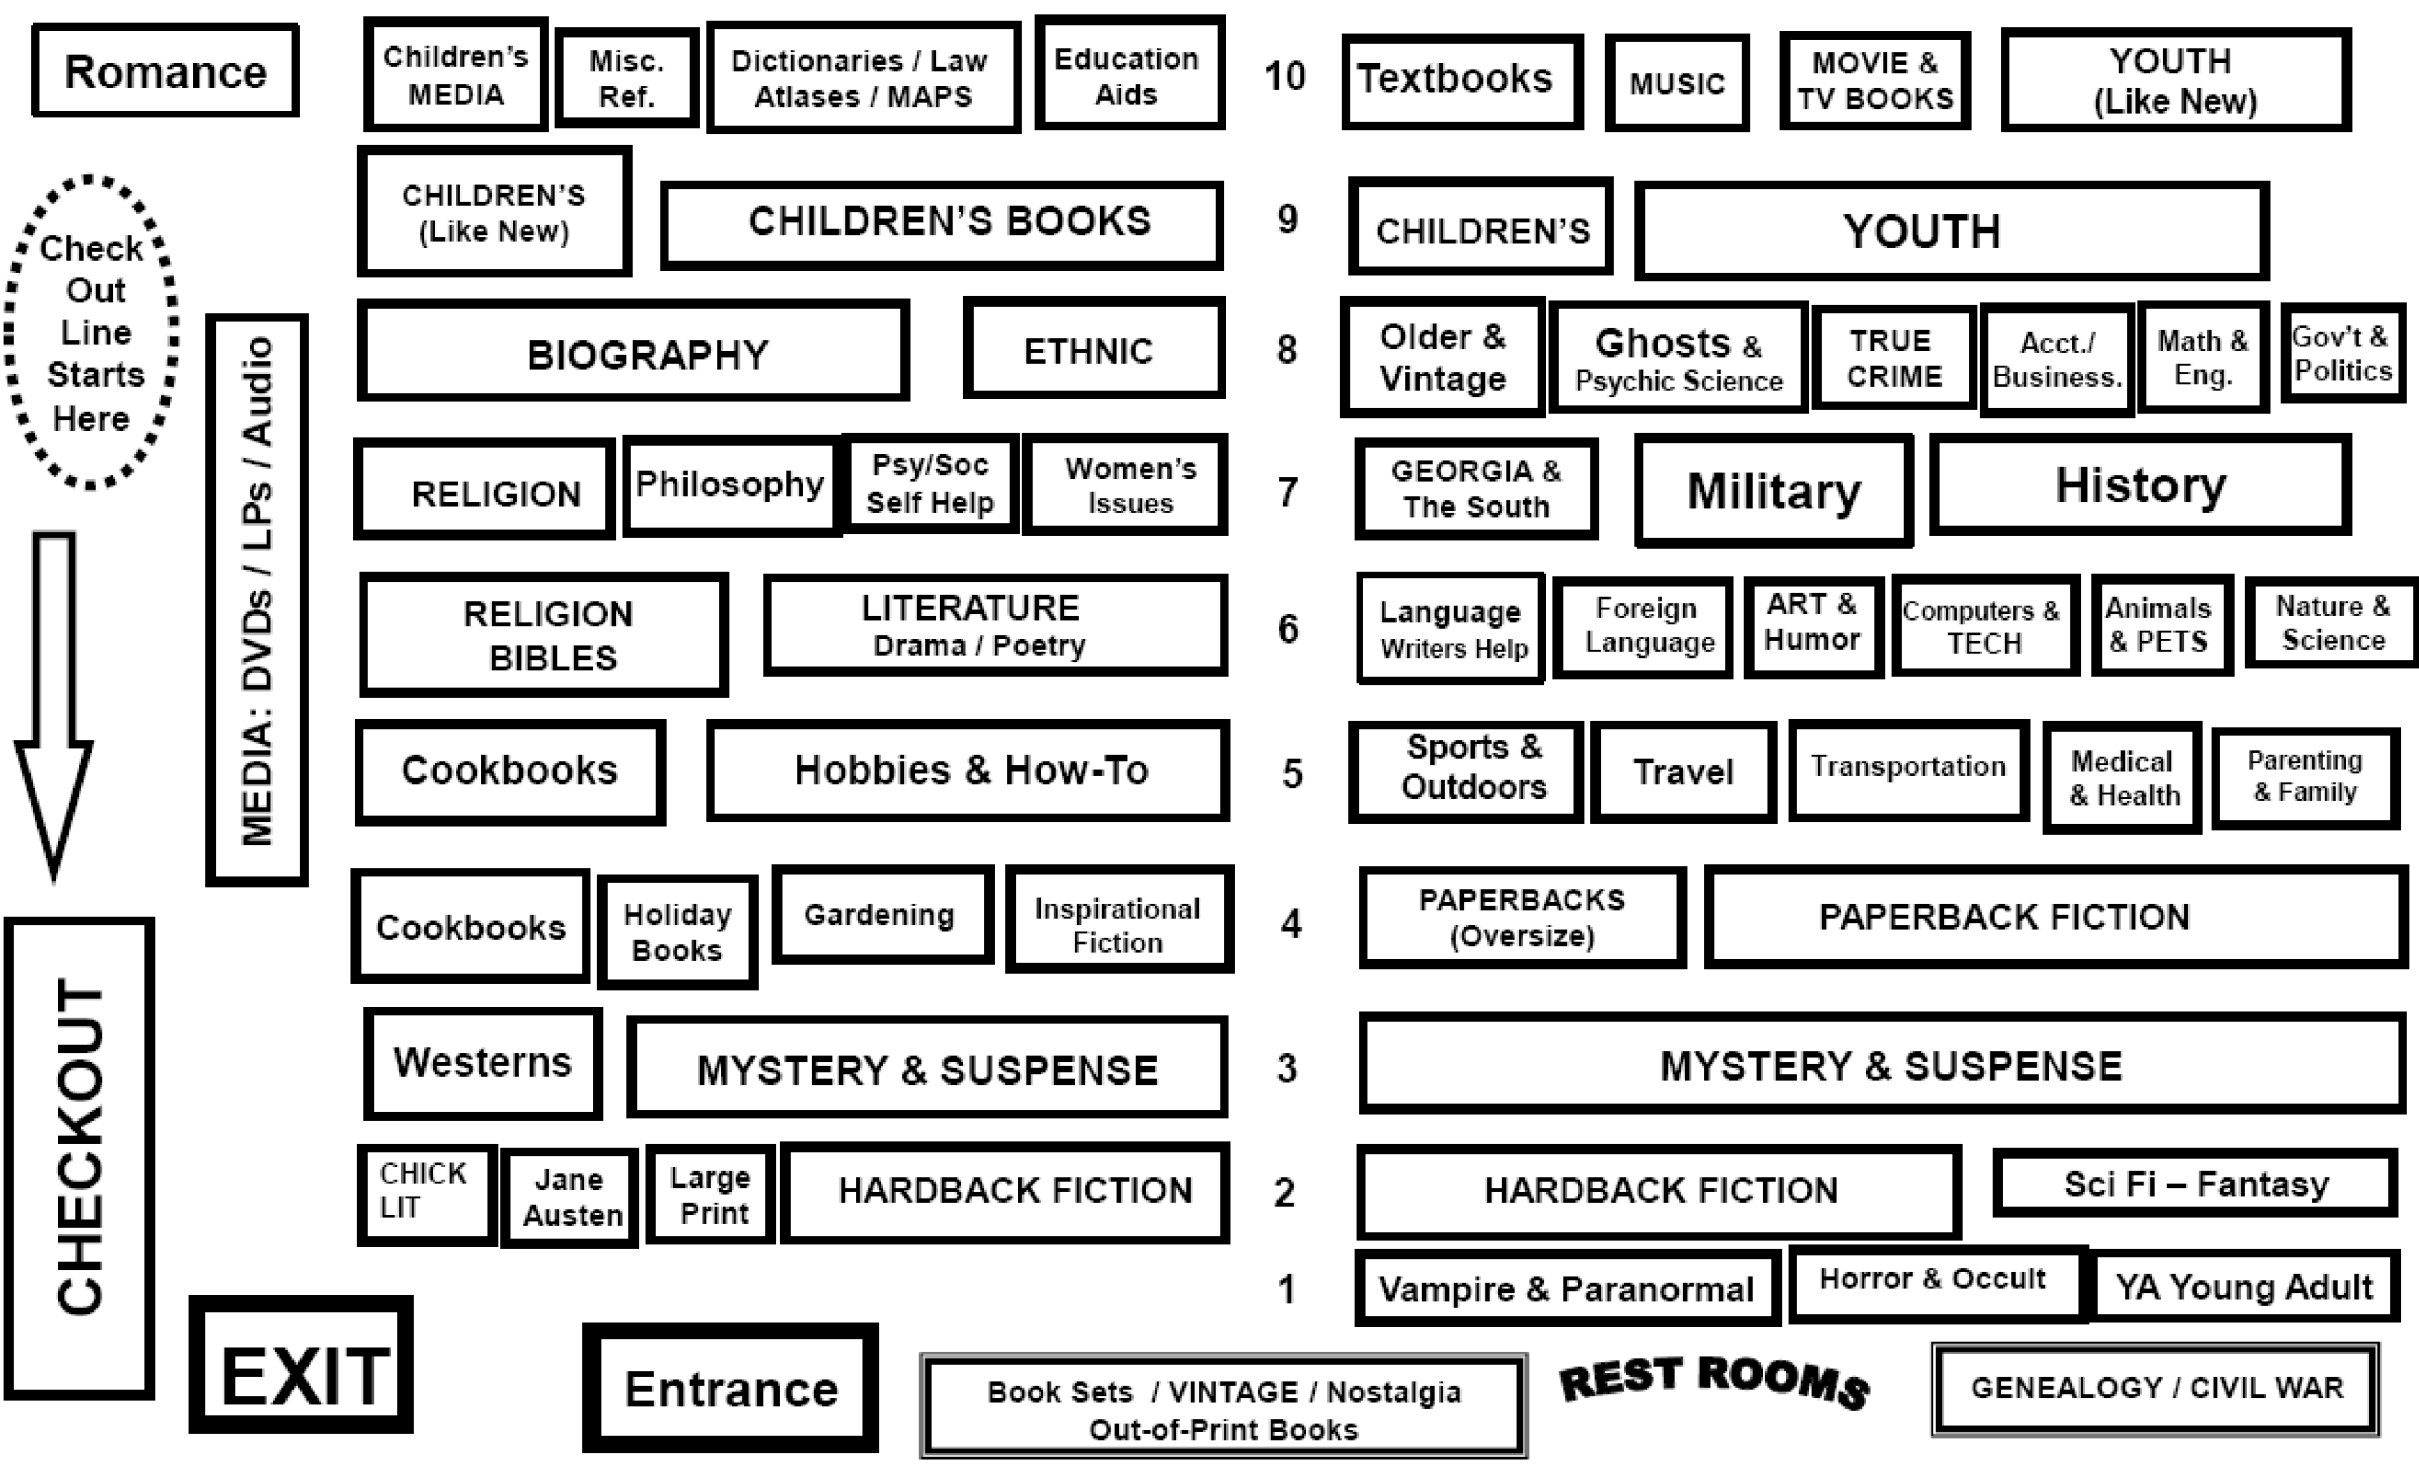 Romance
Children's
MEDIA
Misc.
Ref.
Dictionaries / Law
Atlases / MAPS
Education
Aids
10
Textbooks
MUSIC
MOVIE &
TV BOOKS
YOUTH
(Like New)
CHILDREN'S
(Like New)
CHILDREN'S BOOKS
9
CHILDREN'S
YOUTH
Check
Out
Line
Starts
Here
MEDIA: DVDs / LPs / Audio
BIOGRAPHY
ETHNIC
8
Older &
Vintage
Ghosts &
Psychic Science
TRUE
CRIME
Acct./
Business.
Math &
Eng.
Gov't &
Politics
RELIGION
Philosophy
Psy/Soc
Self Help
Women's
Issues
7
GEORGIA &
The South
Military
History
RELIGION
BIBLES
LITERATURE
Drama / Poetry
6
Language
Writers Help
Foreign
Language
ART &
Humor
Computers &
TECH
Animals
& PETS
Nature &
Science
Cookbooks
Hobbies & How-To
5
Sports &
Outdoors
Travel
Transportation
Medical
& Health
Parenting
& Family
Cookbooks
Holiday
Books
Gardening
Inspirational
Fiction
4
PAPERBACKS
(Oversize)
PAPERBACK FICTION
CHECKOUT
Westerns
MYSTERY & SUSPENSE
3
MYSTERY & SUSPENSE
CHICK
LIT
Jane
Austen
Large
Print
HARDBACK FICTION
2
HARDBACK FICTION
Sci Fi – Fantasy
1
Vampire & Paranormal
Horror & Occult
YA Young Adult
EXIT
Entrance
Book Sets / VINTAGE / Nostalgia
Out-of-Print Books
REST ROOMS
GENEALOGY / CIVIL WAR